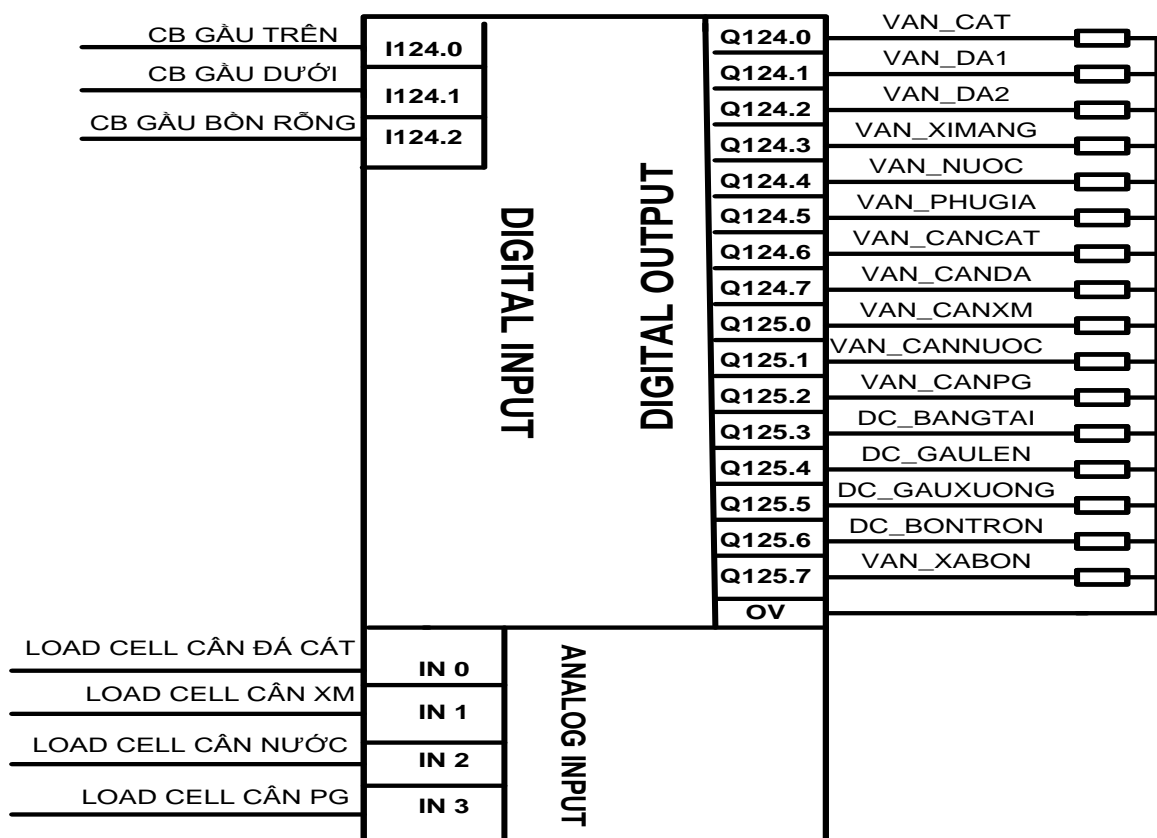 CB GẦU TRÊN
I124.0
CB GẦU DƯỚI
I124.1
CB GẦU BỒN RỖNG
I124.2
DIGITAL INPUT
DIGITAL OUTPUT
Q124.0
VAN_CAT
Q124.1
VAN_DA1
Q124.2
VAN_DA2
Q124.3
VAN_XIMANG
Q124.4
VAN_NUOC
Q124.5
VAN_PHUGIA
Q124.6
VAN_CANCAT
Q124.7
VAN_CANDA
Q125.0
VAN_CANXM
Q125.1
VAN_CANNUOC
Q125.2
VAN_CANPG
Q125.3
DC_BANGTAI
Q125.4
DC_GAULEN
Q125.5
DC_GAUXUONG
Q125.6
DC_BONTRON
Q125.7
VAN_XABON
OV
LOAD CELL CÂN ĐÁ CÁT
IN 0
LOAD CELL CÂN XM
IN 1
LOAD CELL CÂN NƯỚC
IN 2
LOAD CELL CÂN PG
IN 3
ANALOG INPUT